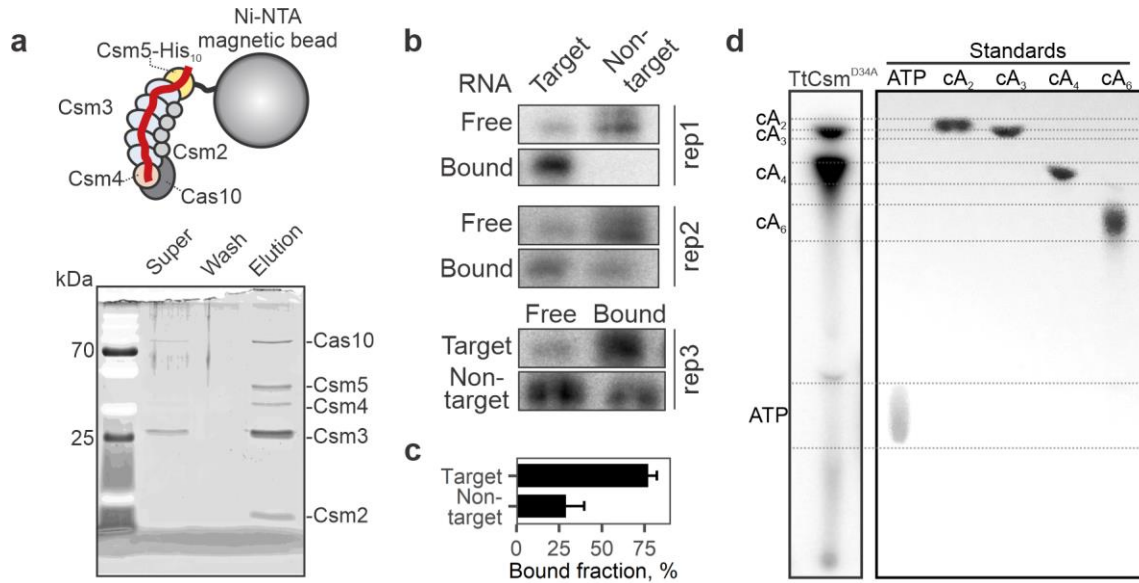 a
Ni-NTA
magnetic bead
Csm5-His₁₀
Csm3
Csm2
Csm4
Cas10
Super
Wash
Elution
kDa
70
25
-Cas10
-Csm5
-Csm4
-Csm3
-Csm2
b
RNA
Target
Non-
target
Free
Bound
rep1
Free
Bound
rep2
Free Bound
Target
Non-
target
rep3
c
Target
Non-
target
0 25 50 75
Bound fraction, %
d
Standards
TtCsm^D34A ATP cA₂ cA₃ cA₄ cA₆
cA₂
cA₃
cA₄
cA₆
ATP